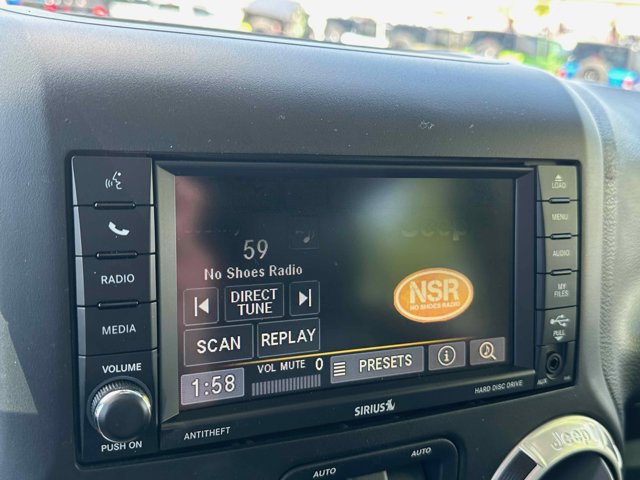 LOAD
MENU
AUDIO
MY FILES
PULL
AUX
RADIO
MEDIA
VOLUME
PUSH ON
ANTITHEFT
SIRIUS
HARD DISC DRIVE
59
No Shoes Radio
DIRECT TUNE
SCAN
REPLAY
NSR
NO SHOES RADIO
VOL MUTE 0
PRESETS
i
1:58
Jeep
AUTO
AUTO
Jeep